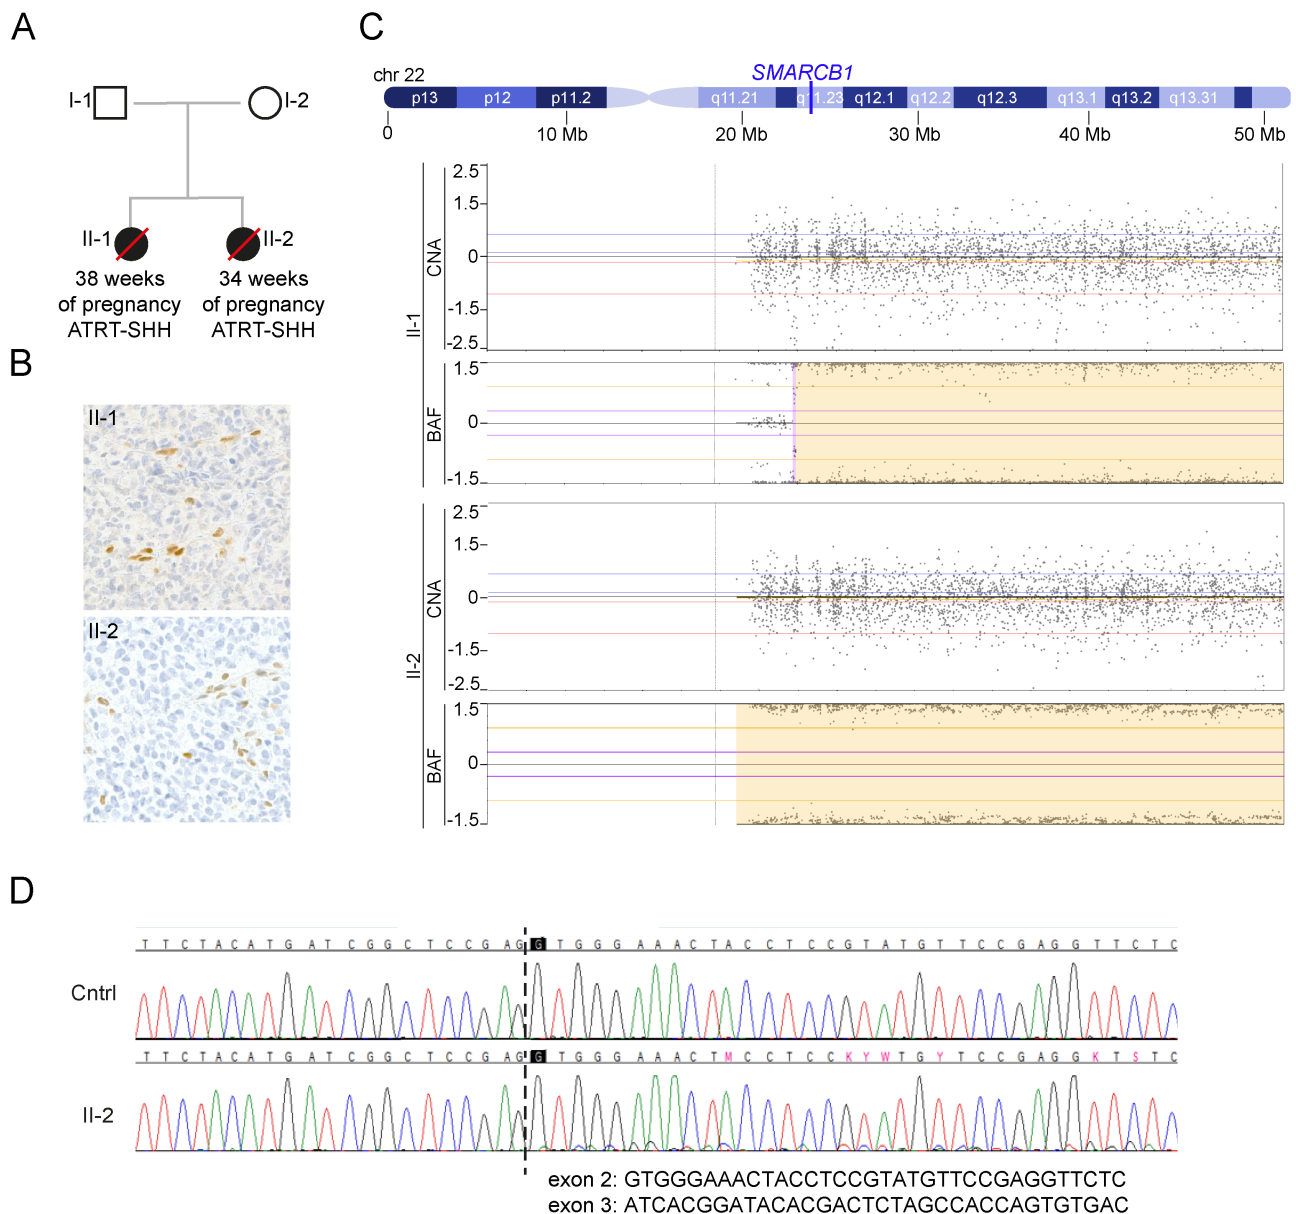 A
I-1
I-2
II-1
II-2
38 weeks
of pregnancy
ATRT-SHH
34 weeks
of pregnancy
ATRT-SHH
B
II-1
II-2
C
SMARCB1
chr 22
p13 p12 p11.2 q11.21 q11.23 q12.1 q12.2 q12.3 q13.1 q13.2 q13.31
0 10 Mb 20 Mb 30 Mb 40 Mb 50 Mb
II-1
CNA
2.5
1.5
0
-1.5
-2.5
BAF
1.5
0
-1.5
II-2
CNA
2.5
1.5
0
-1.5
-2.5
BAF
1.5
0
-1.5
D
T T C T A C A T G A T C G G C T C C G A G G T G G G A A A C T A C C T C C G T A T G T T C C G A G G T T C T C
Cntrl
T T C T A C A T G A T C G G C T C C G A G G T G G G A A A C T M C C T C C K Y W T G Y T C C G A G G K T S T C
II-2
exon 2: GTGGGAAACTACCTCCGTATGTTCCGAGGTTCTC
exon 3: ATCACGGATACACGACTCTAGCCACCAGTGTGAC